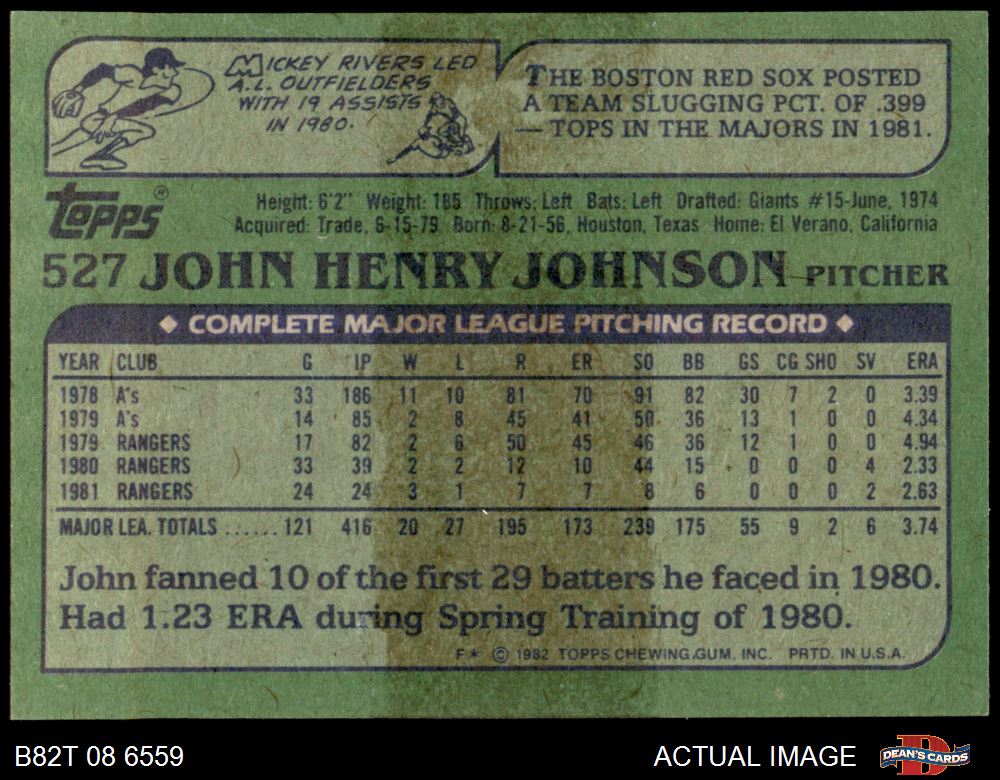 MICKEY RIVERS LED
A.L. OUTFIELDERS
WITH 19 ASSISTS
IN 1980.
THE BOSTON RED SOX POSTED
A TEAM SLUGGING PCT. OF .399
— TOPS IN THE MAJORS IN 1981.
Topps®
Height: 6'2" Weight: 185 Throws: Left Bats: Left Drafted: Giants #15-June, 1974
Acquired: Trade, 6-15-79 Born: 8-21-56, Houston, Texas Home: El Verano, California
527 JOHN HENRY JOHNSON PITCHER
◆ COMPLETE MAJOR LEAGUE PITCHING RECORD ◆
YEAR CLUB G IP W L R ER SO BB GS CG SHO SV ERA
1978 A's 33 186 11 10 81 70 91 82 30 7 2 0 3.39
1979 A's 14 85 2 8 45 41 50 36 13 1 0 0 4.34
1979 RANGERS 17 82 2 6 50 45 46 36 12 1 0 0 4.94
1980 RANGERS 33 39 2 2 12 10 44 15 0 0 0 4 2.33
1981 RANGERS 24 24 3 1 7 7 8 6 0 0 0 2 2.63
MAJOR LEA. TOTALS ...... 121 416 20 27 195 173 239 175 55 9 2 6 3.74
John fanned 10 of the first 29 batters he faced in 1980.
Had 1.23 ERA during Spring Training of 1980.
F* © 1982 TOPPS CHEWING GUM, INC. PRTD. IN U.S.A.
B82T 08 6559
ACTUAL IMAGE
D
DEAN'S CARDS